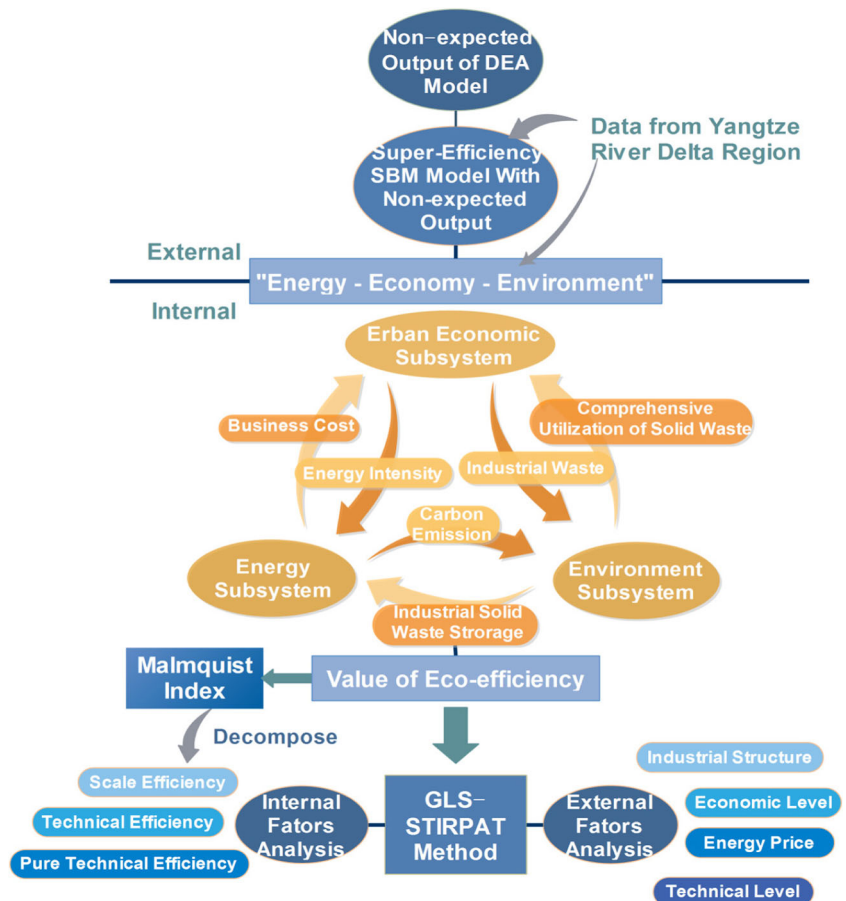 Non-expected
Output of DEA
Model
Super-Efficiency
SBM Model With
Non-expected
Output
Data from Yangtze
River Delta Region
External
"Energy - Economy - Environment"
Internal
Erban Economic
Subsystem
Business Cost
Comprehensive
Utilization of Solid Waste
Energy Intensity
Industrial Waste
Carbon
Emission
Energy
Subsystem
Environment
Subsystem
Industrial Solid
Waste Strorage
Malmquist
Index
Value of Eco-efficiency
Decompose
Scale Efficiency
Technical Efficiency
Pure Technical Efficiency
Internal
Fators
Analysis
GLS-
STIRPAT
Method
External
Fators
Analysis
Industrial Structure
Economic Level
Energy Price
Technical Level